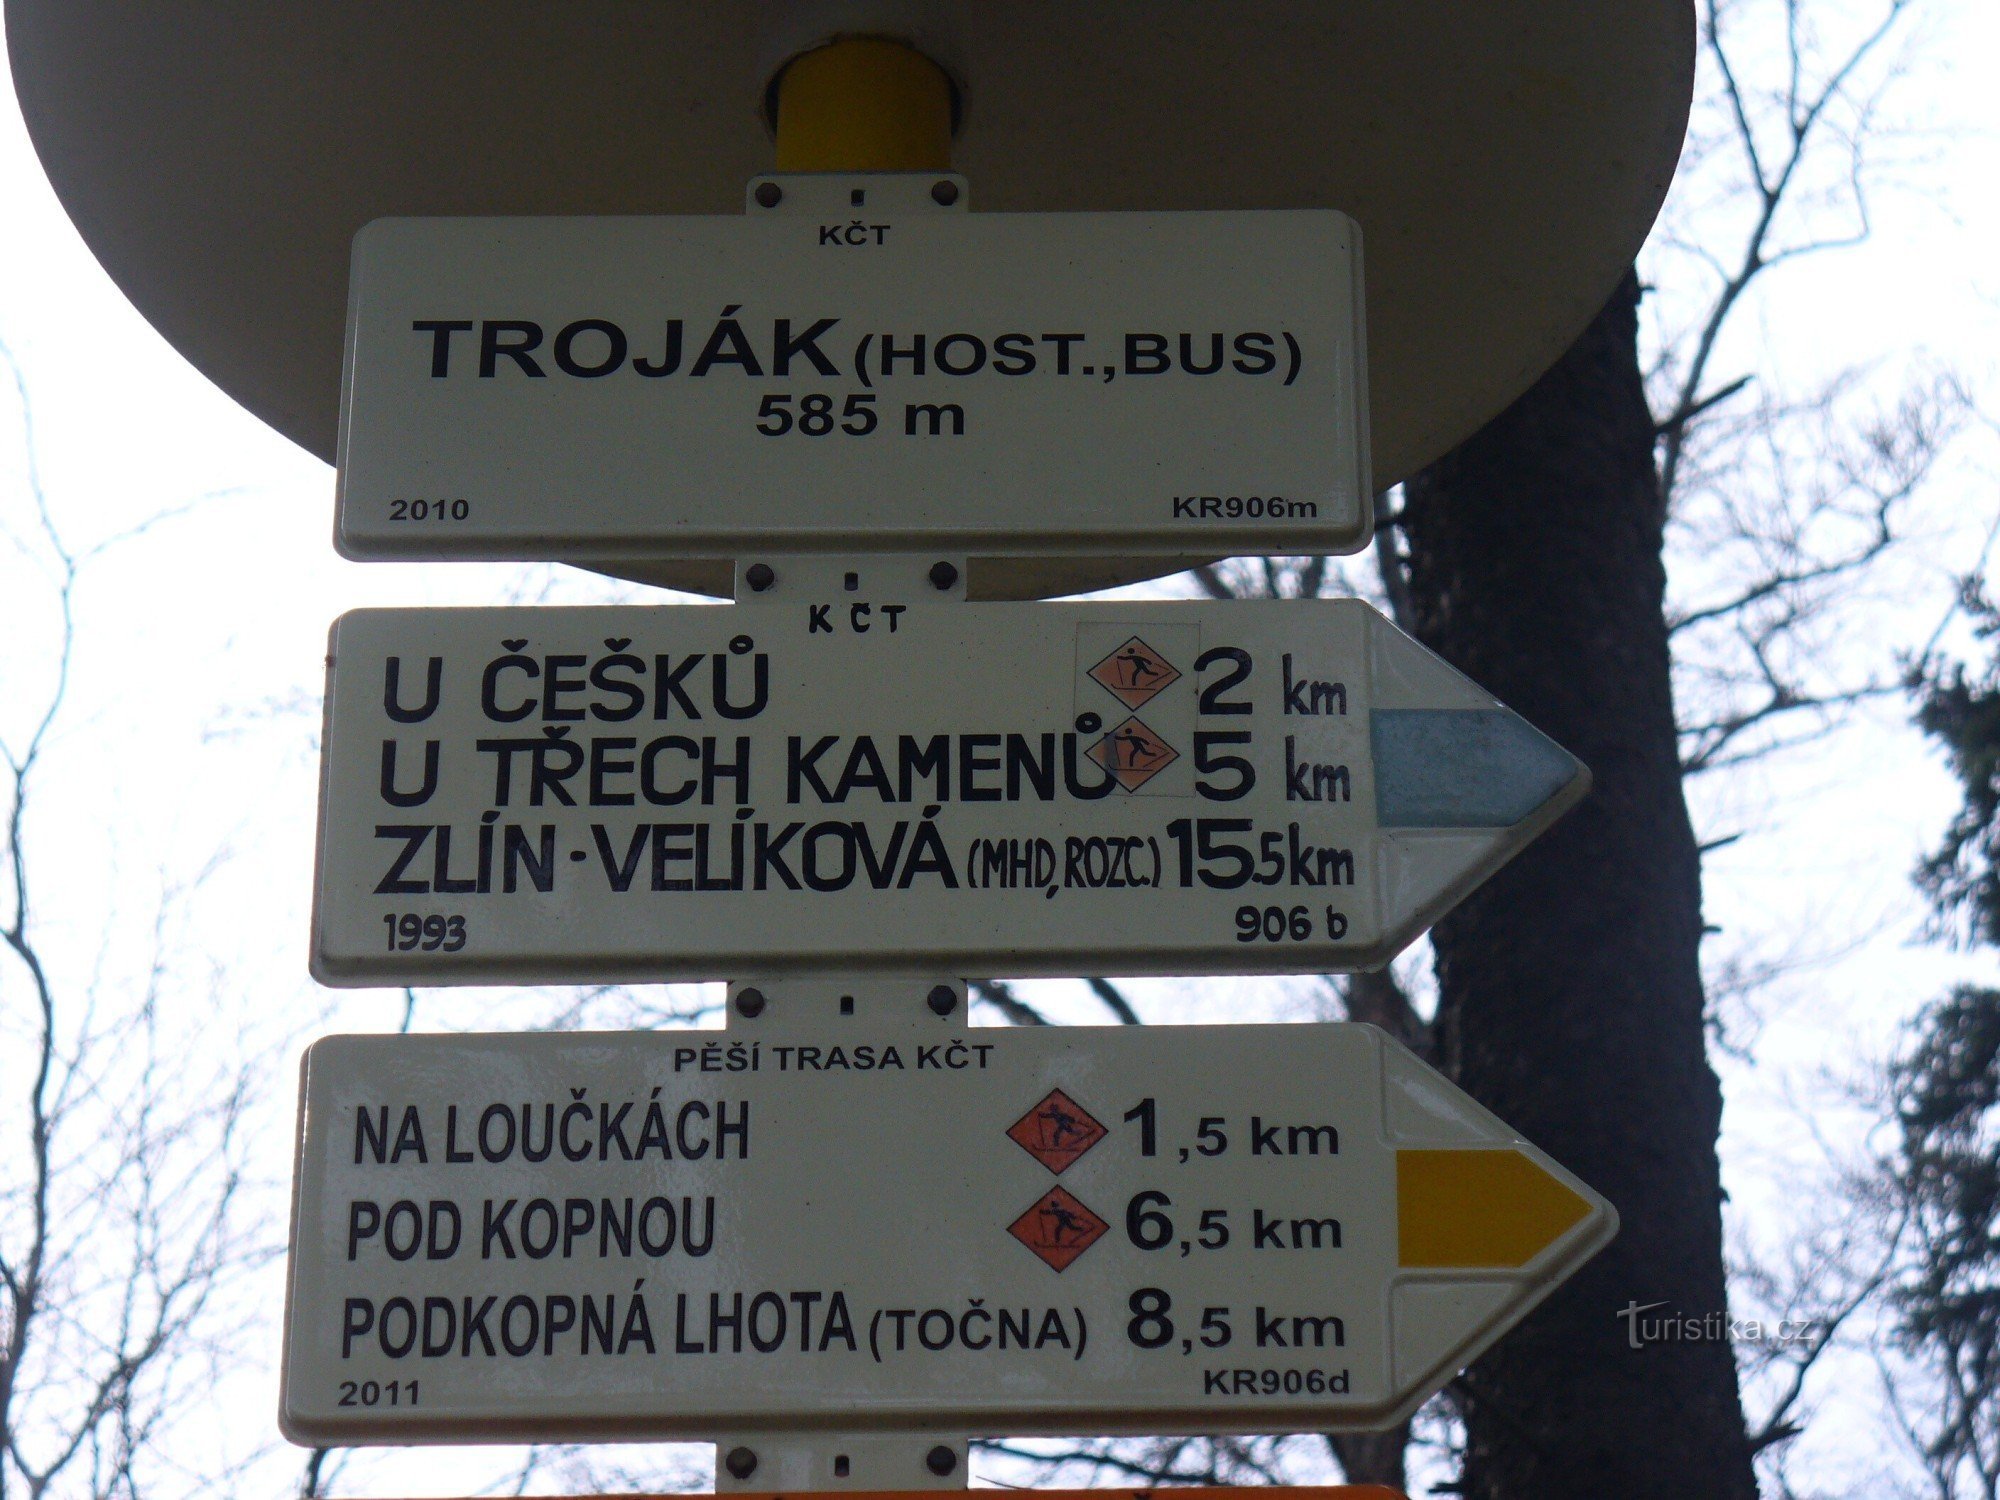 KČT
TROJÁK (HOST.,BUS)
585 m
2010 KR906m
KČT
U ČEŠKŮ 2 km
U TŘECH KAMENŮ 5 km
ZLÍN-VELÍKOVÁ (MHD, ROZC.) 15.5 km
1993 906 b
PĚŠÍ TRASA KČT
NA LOUČKÁCH 1,5 km
POD KOPNOU 6,5 km
PODKOPNÁ LHOTA (TOČNA) 8,5 km
2011 KR906d
Turistika.cz